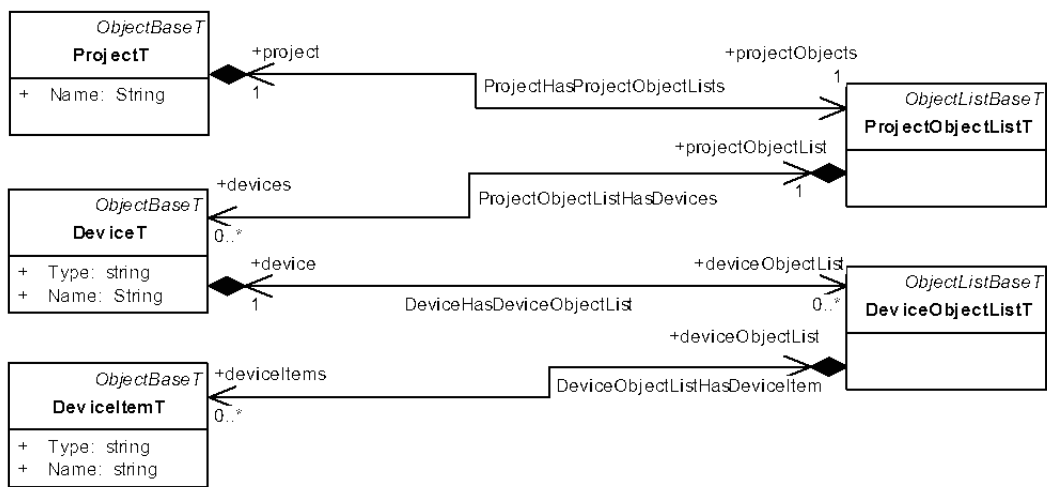 ObjectBaseT
ProjectT
+ Name: String
+project
1
ProjectHasProjectObjectLists
+projectObjects
1
ObjectListBaseT
ProjectObjectListT
+projectObjectList
1
ProjectObjectListHasDevices
+devices
0..*
ObjectBaseT
DeviceT
+ Type: string
+ Name: String
+device
1
DeviceHasDeviceObjectList
+deviceObjectList
0..*
ObjectListBaseT
DeviceObjectListT
+deviceObjectList
DeviceObjectListHasDeviceItem
+deviceItems
0..*
ObjectBaseT
DeviceItemT
+ Type: string
+ Name: string